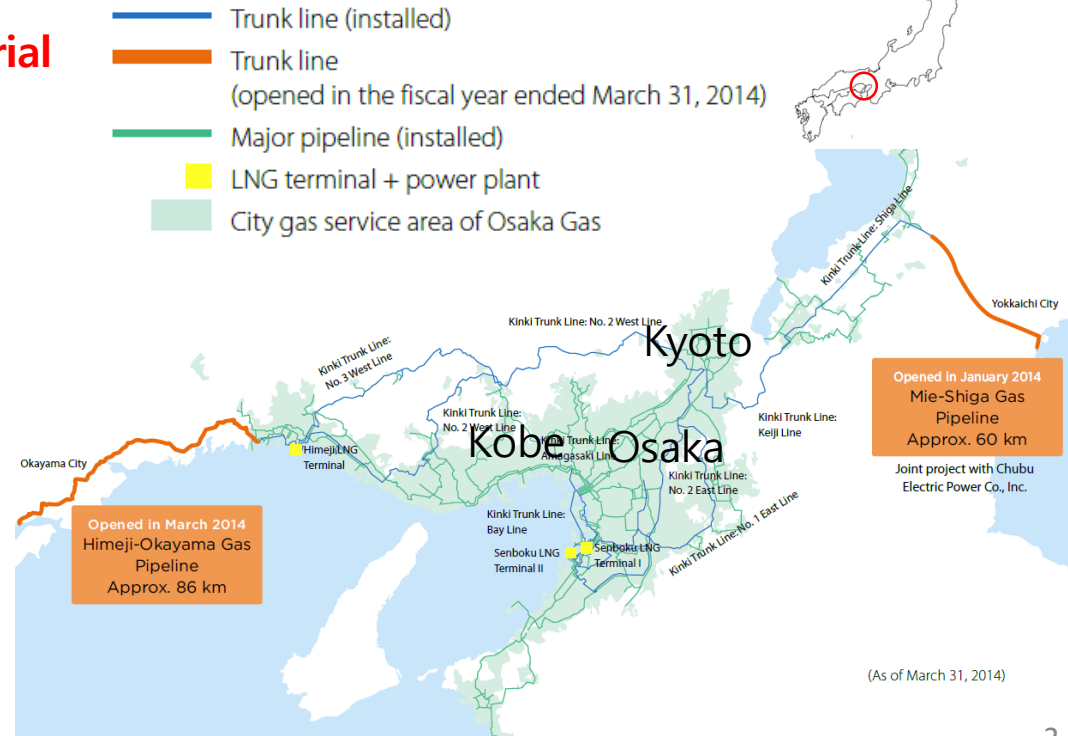 rial
Trunk line (installed)
Trunk line
(opened in the fiscal year ended March 31, 2014)
Major pipeline (installed)
LNG terminal + power plant
City gas service area of Osaka Gas
Kinki Trunk Line: Shiga Line
Yokkaichi City
Kinki Trunk Line: No. 2 West Line
Kyoto
Kinki Trunk Line:
No. 3 West Line
Opened in January 2014
Mie-Shiga Gas
Pipeline
Approx. 60 km
Joint project with Chubu
Electric Power Co., Inc.
Kinki Trunk Line:
No. 2 West Line
Kobe
Kinki Trunk Line:
Amagasaki Line
Osaka
Kinki Trunk Line:
Keiji Line
Okayama City
Himeji LNG
Terminal
Kinki Trunk Line:
No. 2 East Line
Kinki Trunk Line: No. 1 East Line
Opened in March 2014
Himeji-Okayama Gas
Pipeline
Approx. 86 km
Kinki Trunk Line:
Bay Line
Senboku LNG
Terminal II
Senboku LNG
Terminal I
(As of March 31, 2014)